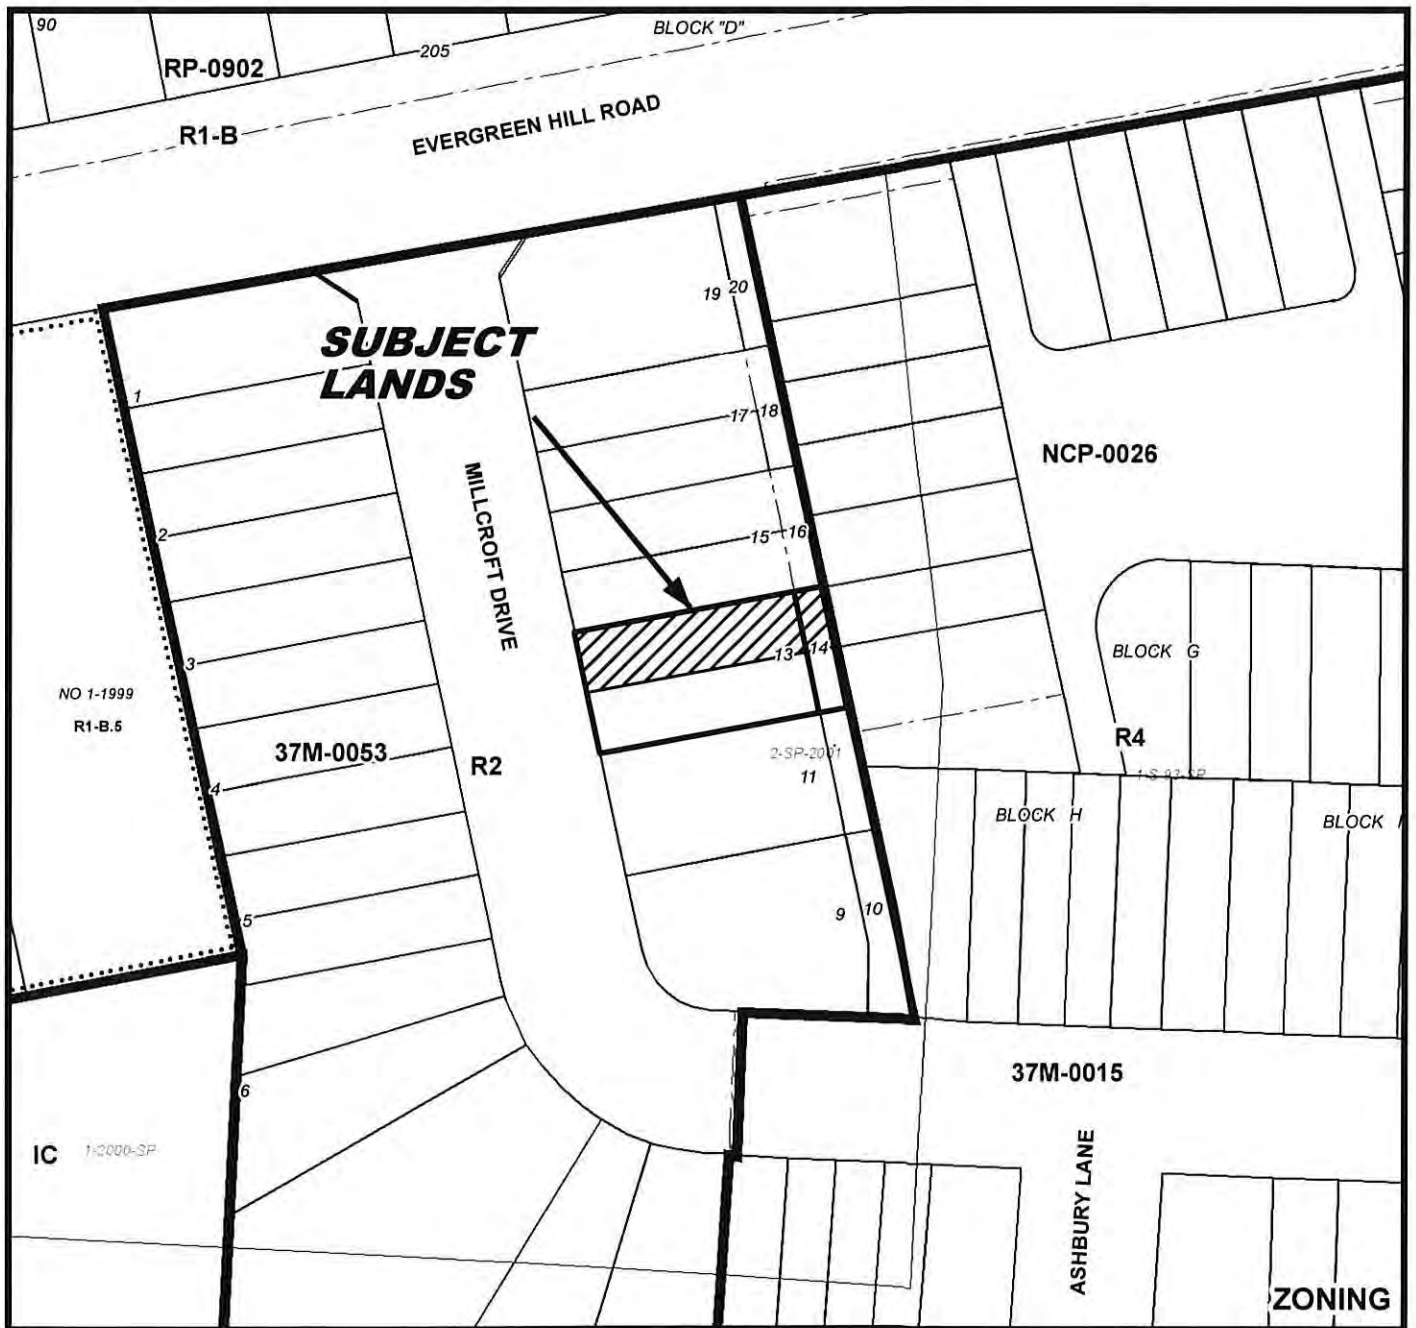 90
RP-0902
205
BLOCK "D"
R1-B
EVERGREEN HILL ROAD
SUBJECT
LANDS
19 20
1
17 18
NCP-0026
MILLCROFT DRIVE
2
15 16
3
13 14
BLOCK G
NO 1-1999
R1-B.5
37M-0053
R2
2-SP-2001
11
R4
4
BLOCK H
BLOCK
5
9 10
6
37M-0015
IC
1-2000-SP
ASHBURY LANE
ZONING